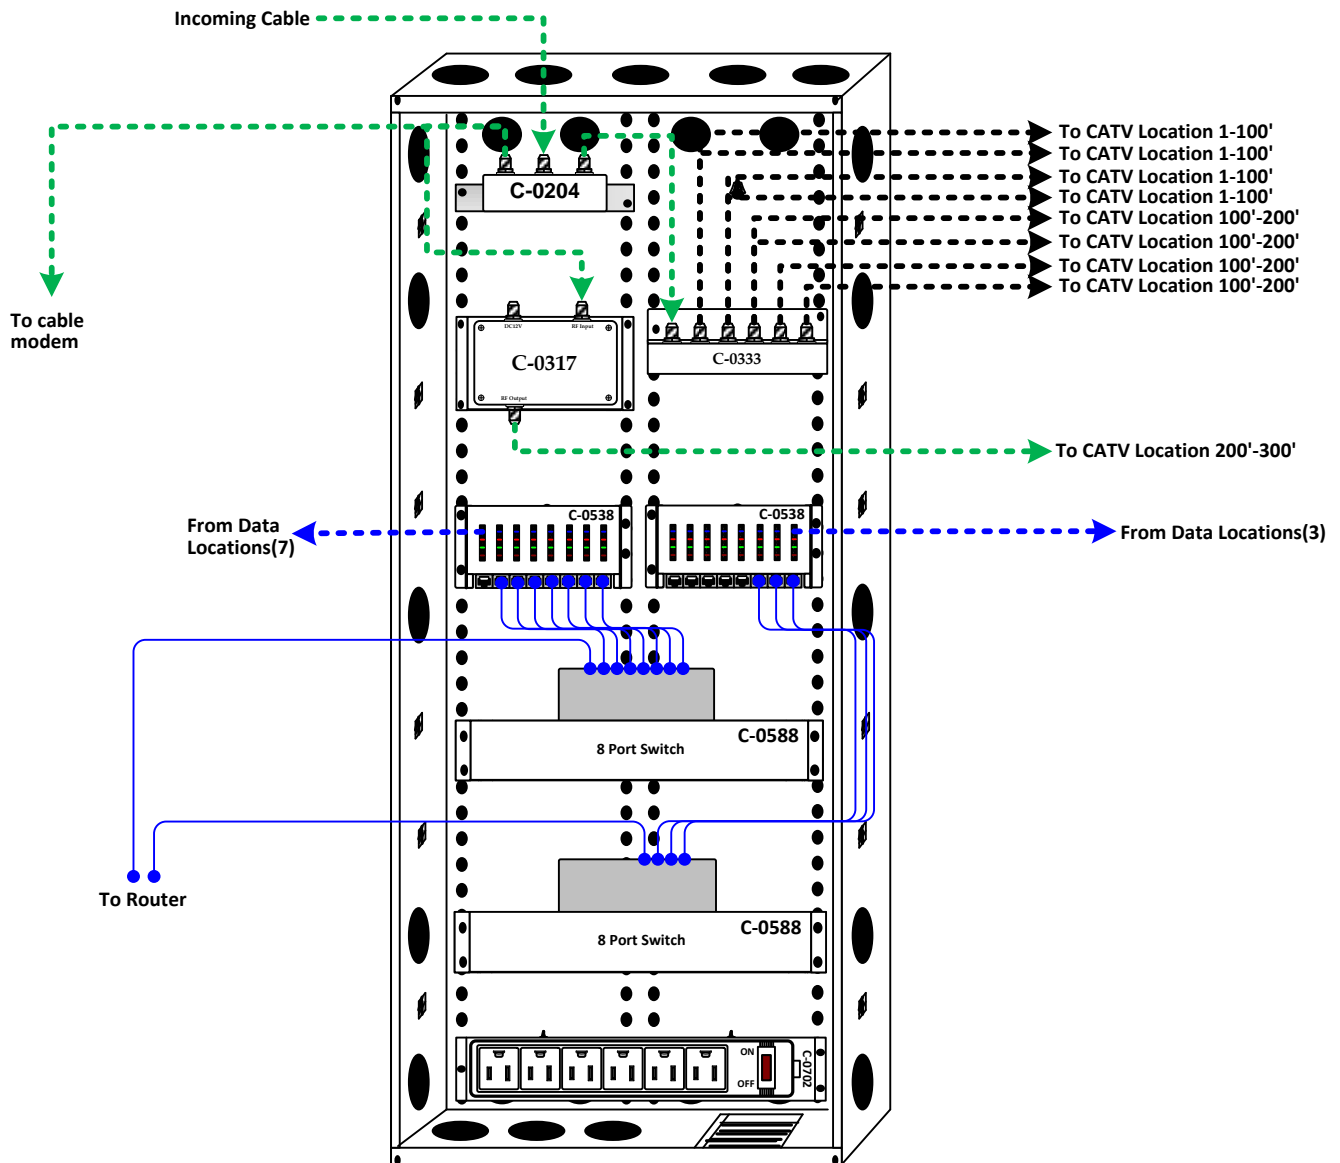 Incoming Cable
To CATV Location 1-100'
To CATV Location 1-100'
To CATV Location 1-100'
To CATV Location 1-100'
To CATV Location 100'-200'
To CATV Location 100'-200'
To CATV Location 100'-200'
To CATV Location 100'-200'
C-0204
To cable
modem
DC12V
RF Input
C-0317
RF Output
C-0333
To CATV Location 200'-300'
From Data
Locations(7)
C-0538
C-0538
From Data Locations(3)
C-0588
8 Port Switch
To Router
C-0588
8 Port Switch
ON
OFF
C-0702